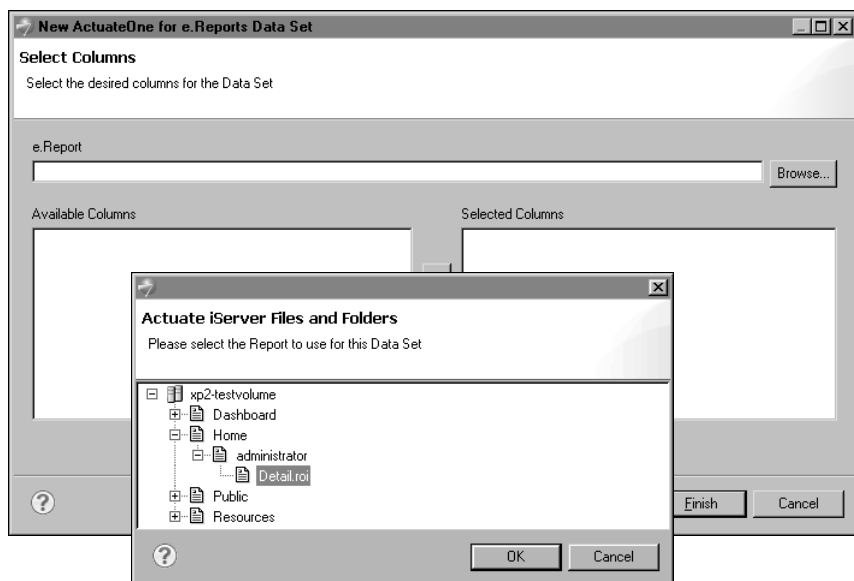 New ActuateOne for e.Reports Data Set
Select Columns
Select the desired columns for the Data Set
e.Report
Browse...
Available Columns
Selected Columns
Actuate iServer Files and Folders
Please select the Report to use for this Data Set
xp2-testvolume
Dashboard
Home
administrator
Detail.roi
Public
Resources
OK
Cancel
Finish
Cancel